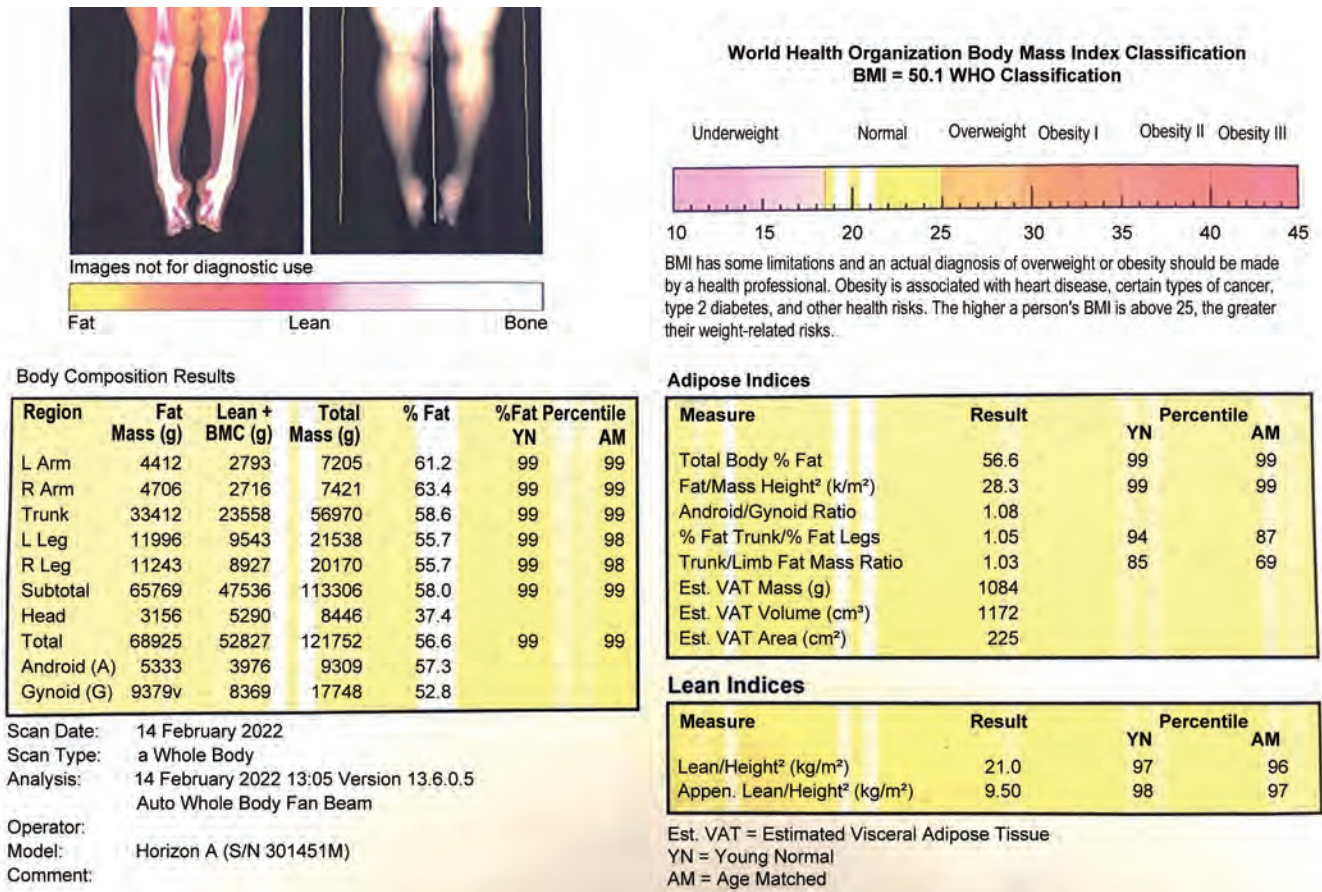 Images not for diagnostic use
Fat Lean Bone
Body Composition Results
Region Fat Mass (g) Lean + BMC (g) Total Mass (g) % Fat %Fat Percentile YN AM
L Arm 4412 2793 7205 61.2 99 99
R Arm 4706 2716 7421 63.4 99 99
Trunk 33412 23558 56970 58.6 99 99
L Leg 11996 9543 21538 55.7 99 98
R Leg 11243 8927 20170 55.7 99 98
Subtotal 65769 47536 113306 58.0 99 99
Head 3156 5290 8446 37.4
Total 68925 52827 121752 56.6 99 99
Android (A) 5333 3976 9309 57.3
Gynoid (G) 9379v 8369 17748 52.8
Scan Date: 14 February 2022
Scan Type: a Whole Body
Analysis: 14 February 2022 13:05 Version 13.6.0.5
Auto Whole Body Fan Beam
Operator:
Model: Horizon A (S/N 301451M)
Comment:
World Health Organization Body Mass Index Classification
BMI = 50.1 WHO Classification
Underweight Normal Overweight Obesity I Obesity II Obesity III
10 15 20 25 30 35 40 45
BMI has some limitations and an actual diagnosis of overweight or obesity should be made
by a health professional. Obesity is associated with heart disease, certain types of cancer,
type 2 diabetes, and other health risks. The higher a person's BMI is above 25, the greater
their weight-related risks.
Adipose Indices
Measure Result Percentile
YN AM
Total Body % Fat 56.6 99 99
Fat/Mass Height² (k/m²) 28.3 99 99
Android/Gynoid Ratio 1.08
% Fat Trunk/% Fat Legs 1.05 94 87
Trunk/Limb Fat Mass Ratio 1.03 85 69
Est. VAT Mass (g) 1084
Est. VAT Volume (cm³) 1172
Est. VAT Area (cm²) 225
Lean Indices
Measure Result Percentile
YN AM
Lean/Height² (kg/m²) 21.0 97 96
Appen. Lean/Height² (kg/m²) 9.50 98 97
Est. VAT = Estimated Visceral Adipose Tissue
YN = Young Normal
AM = Age Matched